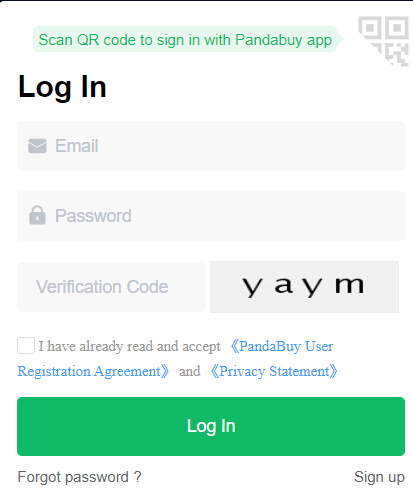 Scan QR code to sign in with Pandabuy app
Log In
Email
Password
Verification Code
yaym
I have already read and accept 《PandaBuy User
Registration Agreement》 and 《Privacy Statement》
Log In
Forgot password ?
Sign up